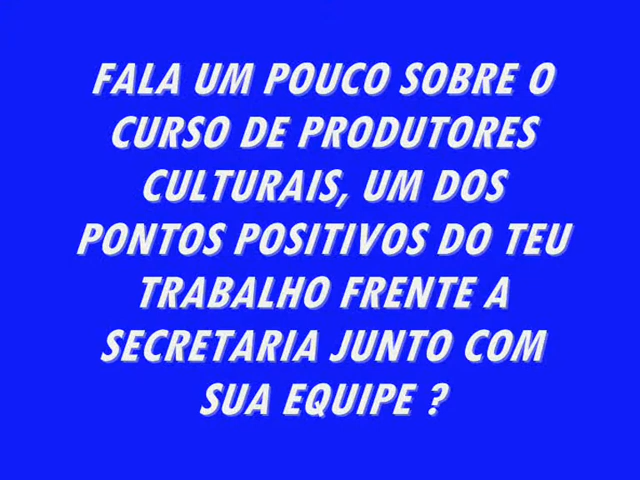 FALA UM POUCO SOBRE O
CURSO DE PRODUTORES
CULTURAIS, UM DOS
PONTOS POSITIVOS DO TEU
TRABALHO FRENTE A
SECRETARIA JUNTO COM
SUA EQUIPE ?